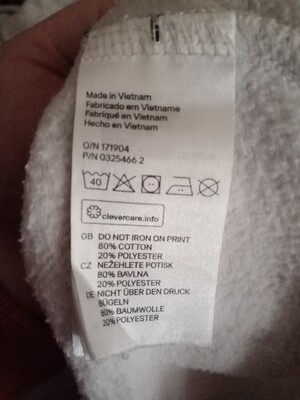 Made in Vietnam
Fabricado em Vietname
Fabriqué en Vietnam
Hecho en Vietnam
O/N 171904
P/N 0325466 2
40
clevercare.info
GB DO NOT IRON ON PRINT
80% COTTON
20% POLYESTER
CZ NEŽEHLETE POTISK
80% BAVLNA
20% POLYESTER
DE NICHT ÜBER DEN DRUCK
BÜGELN
80% BAUMWOLLE
20% POLYESTER